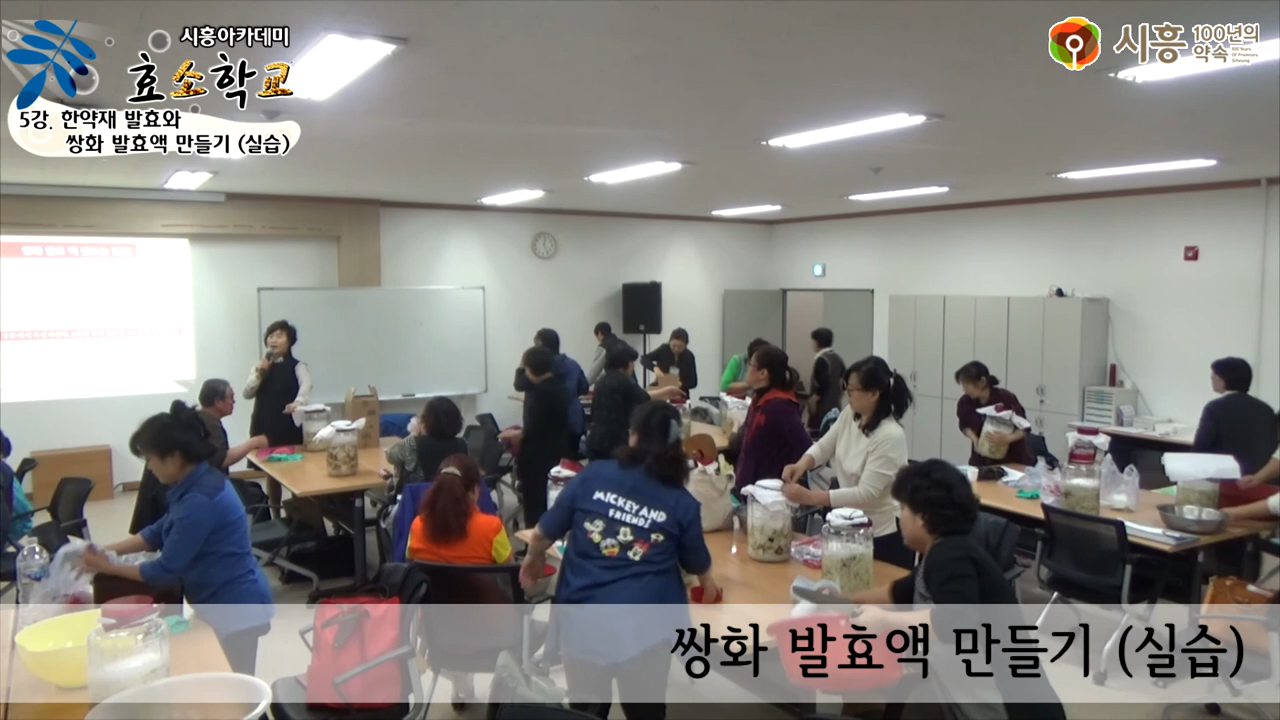 시흥아카데미
효소학교
5강. 한약재 발효와
쌍화 발효액 만들기 (실습)
시흥
100년의
약속
MICKEY AND
FRIENDS
쌍화 발효액 만들기 (실습)